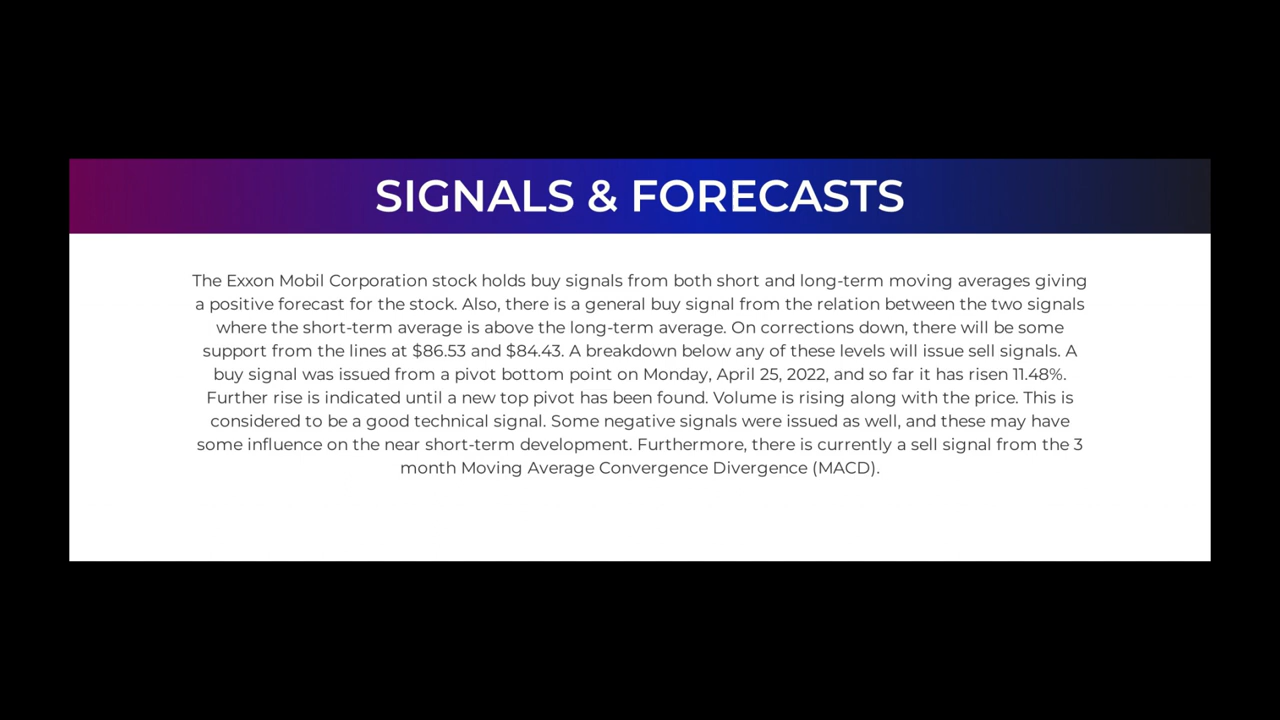 SIGNALS & FORECASTS
The Exxon Mobil Corporation stock holds buy signals from both short and long-term moving averages giving
a positive forecast for the stock. Also, there is a general buy signal from the relation between the two signals
where the short-term average is above the long-term average. On corrections down, there will be some
support from the lines at $86.53 and $84.43. A breakdown below any of these levels will issue sell signals. A
buy signal was issued from a pivot bottom point on Monday, April 25, 2022, and so far it has risen 11.48%.
Further rise is indicated until a new top pivot has been found. Volume is rising along with the price. This is
considered to be a good technical signal. Some negative signals were issued as well, and these may have
some influence on the near short-term development. Furthermore, there is currently a sell signal from the 3
month Moving Average Convergence Divergence (MACD).